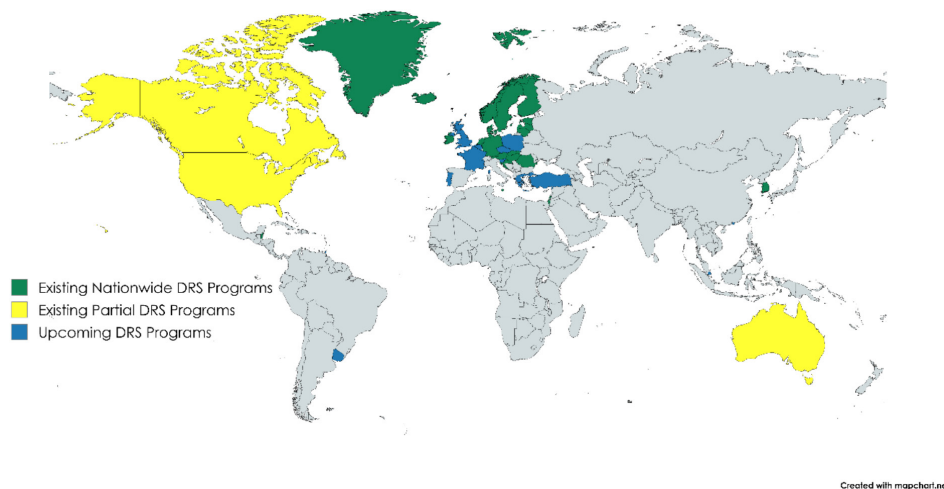 Existing Nationwide DRS Programs
Existing Partial DRS Programs
Upcoming DRS Programs
Created with mapchart.ne